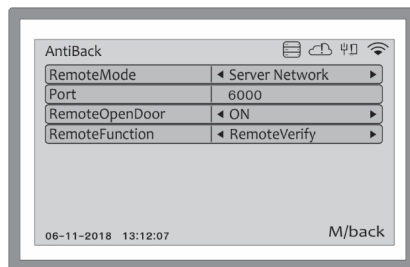 AntiBack
RemoteMode Server Network
Port 6000
RemoteOpenDoor ON
RemoteFunction RemoteVerify
06-11-2018 13:12:07 M/back